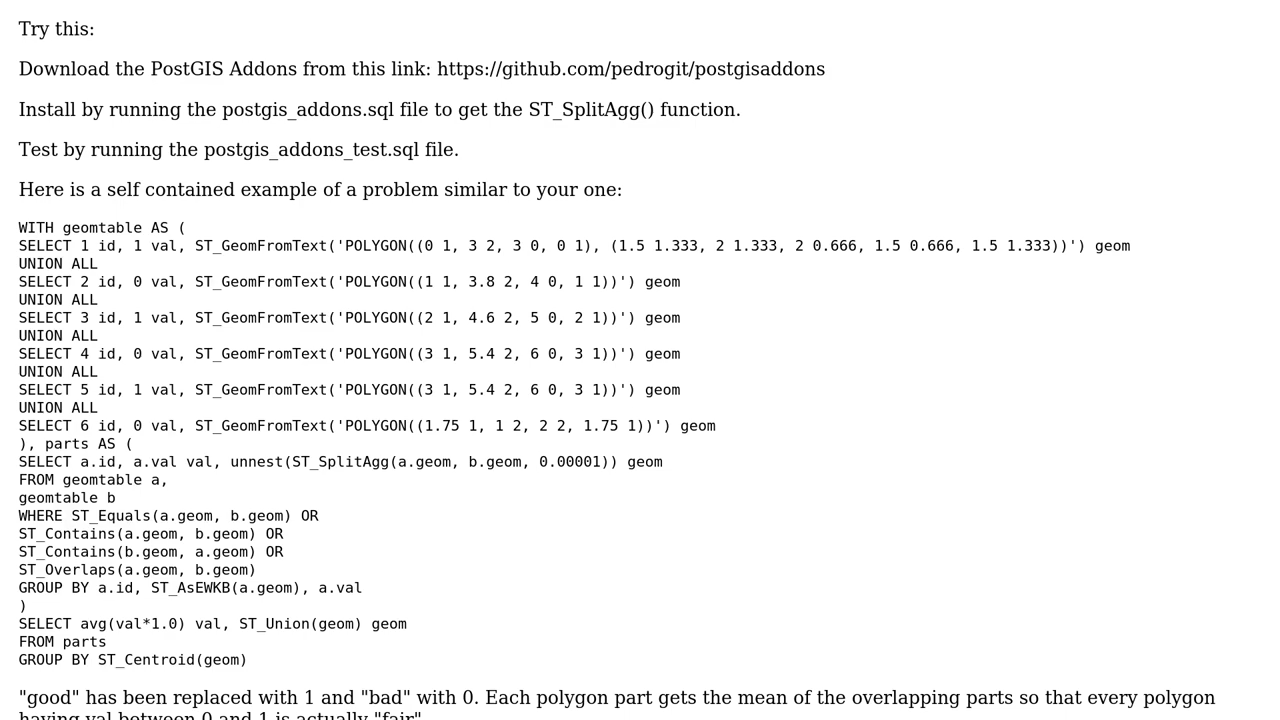 Try this:
Download the PostGIS Addons from this link: https://github.com/pedrogit/postgisaddons
Install by running the postgis_addons.sql file to get the ST_SplitAgg() function.
Test by running the postgis_addons_test.sql file.
Here is a self contained example of a problem similar to your one:
WITH geomtable AS (
SELECT 1 id, 1 val, ST_GeomFromText('POLYGON((0 1, 3 2, 3 0, 0 1), (1.5 1.333, 2 1.333, 2 0.666, 1.5 0.666, 1.5 1.333))') geom
UNION ALL
SELECT 2 id, 0 val, ST_GeomFromText('POLYGON((1 1, 3.8 2, 4 0, 1 1))') geom
UNION ALL
SELECT 3 id, 1 val, ST_GeomFromText('POLYGON((2 1, 4.6 2, 5 0, 2 1))') geom
UNION ALL
SELECT 4 id, 0 val, ST_GeomFromText('POLYGON((3 1, 5.4 2, 6 0, 3 1))') geom
UNION ALL
SELECT 5 id, 1 val, ST_GeomFromText('POLYGON((3 1, 5.4 2, 6 0, 3 1))') geom
UNION ALL
SELECT 6 id, 0 val, ST_GeomFromText('POLYGON((1.75 1, 1 2, 2 2, 1.75 1))') geom
), parts AS (
SELECT a.id, a.val val, unnest(ST_SplitAgg(a.geom, b.geom, 0.00001)) geom
FROM geomtable a,
geomtable b
WHERE ST_Equals(a.geom, b.geom) OR
ST_Contains(a.geom, b.geom) OR
ST_Contains(b.geom, a.geom) OR
ST_Overlaps(a.geom, b.geom)
GROUP BY a.id, ST_AsEWKB(a.geom), a.val
)
SELECT avg(val*1.0) val, ST_Union(geom) geom
FROM parts
GROUP BY ST_Centroid(geom)
"good" has been replaced with 1 and "bad" with 0. Each polygon part gets the mean of the overlapping parts so that every polygon
having val between 0 and 1 is actually "fair".